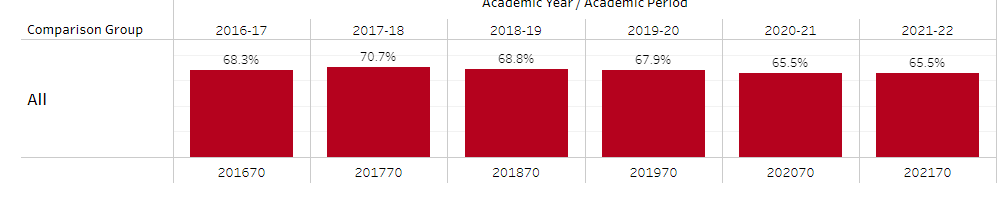 Academic Year / Academic Period
Comparison Group 2016-17 2017-18 2018-19 2019-20 2020-21 2021-22
68.3% 70.7% 68.8% 67.9% 65.5% 65.5%
All
201670 201770 201870 201970 202070 202170